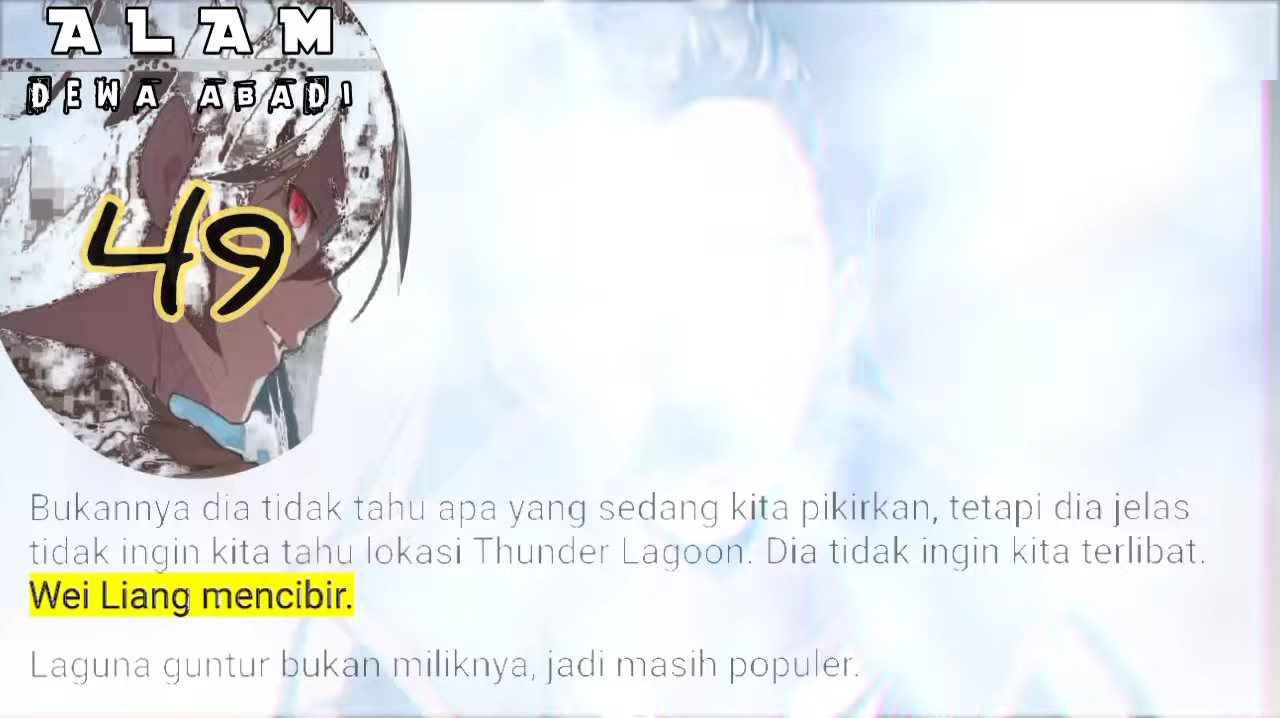 ALAM
DEWA ABADI
49
Bukannya dia tidak tahu apa yang sedang kita pikirkan, tetapi dia jelas
tidak ingin kita tahu lokasi Thunder Lagoon. Dia tidak ingin kita terlibat.
Wei Liang mencibir.
Laguna guntur bukan miliknya, jadi masih populer.